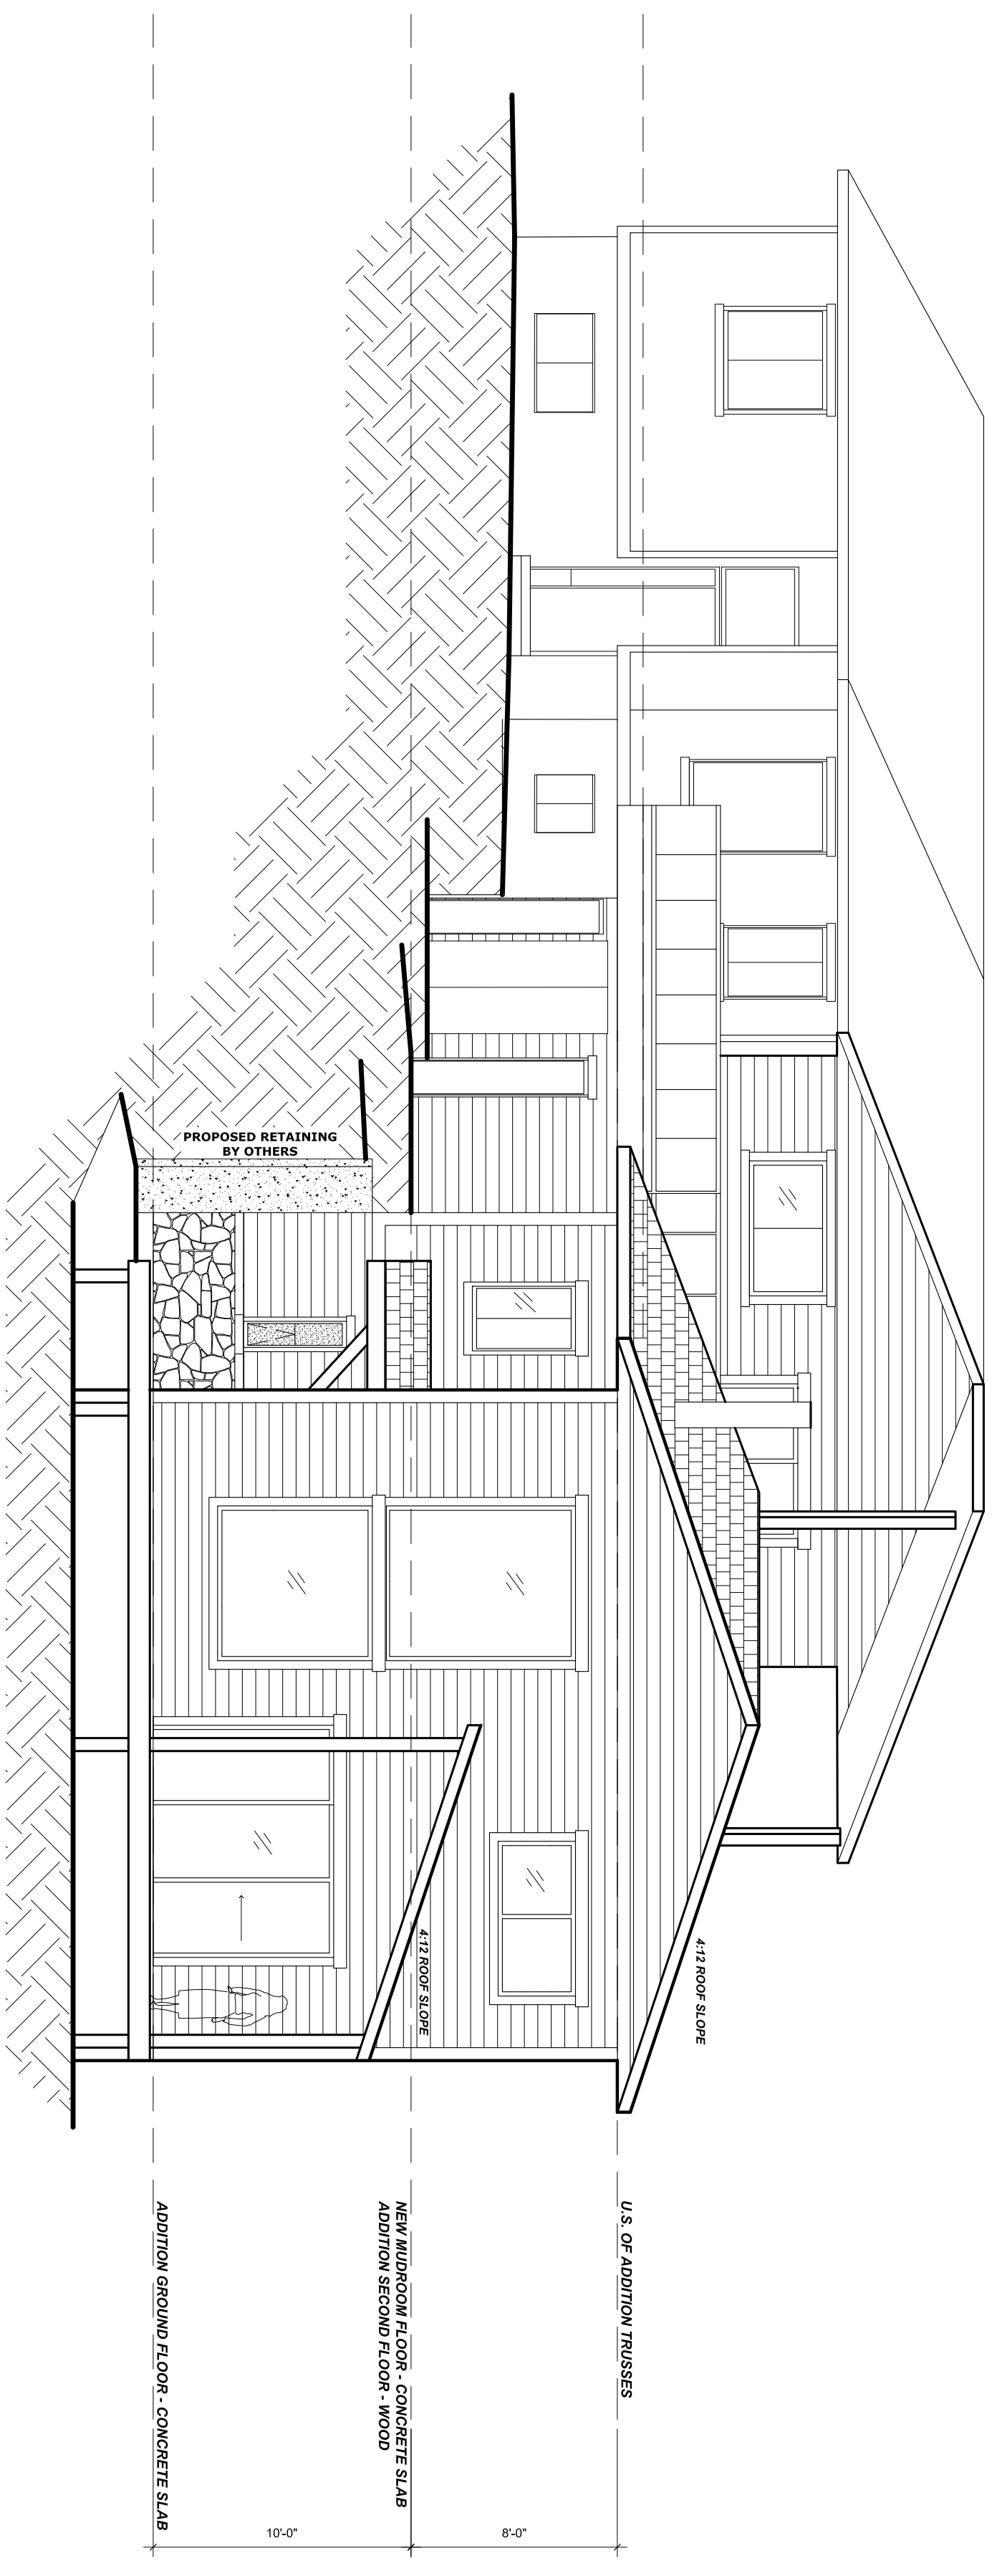 U.S. OF ADDITION TRUSSES
8'-0"
NEW MUDROOM FLOOR - CONCRETE SLAB
ADDITION SECOND FLOOR - WOOD
10'-0"
ADDITION GROUND FLOOR - CONCRETE SLAB
4:12 ROOF SLOPE
4:12 ROOF SLOPE
PROPOSED RETAINING
BY OTHERS